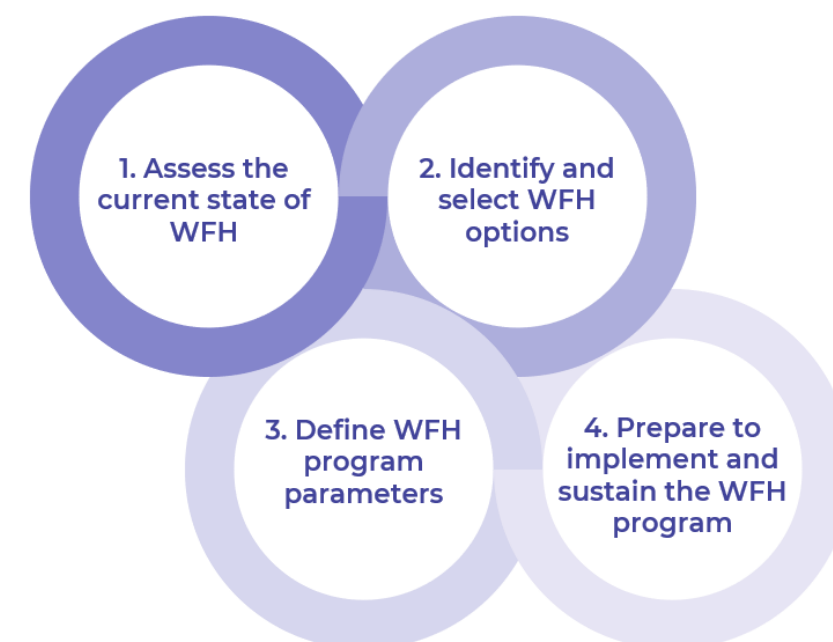 1. Assess the
current state of
WFH
2. Identify and
select WFH
options
3. Define WFH
program
parameters
4. Prepare to
implement and
sustain the WFH
program